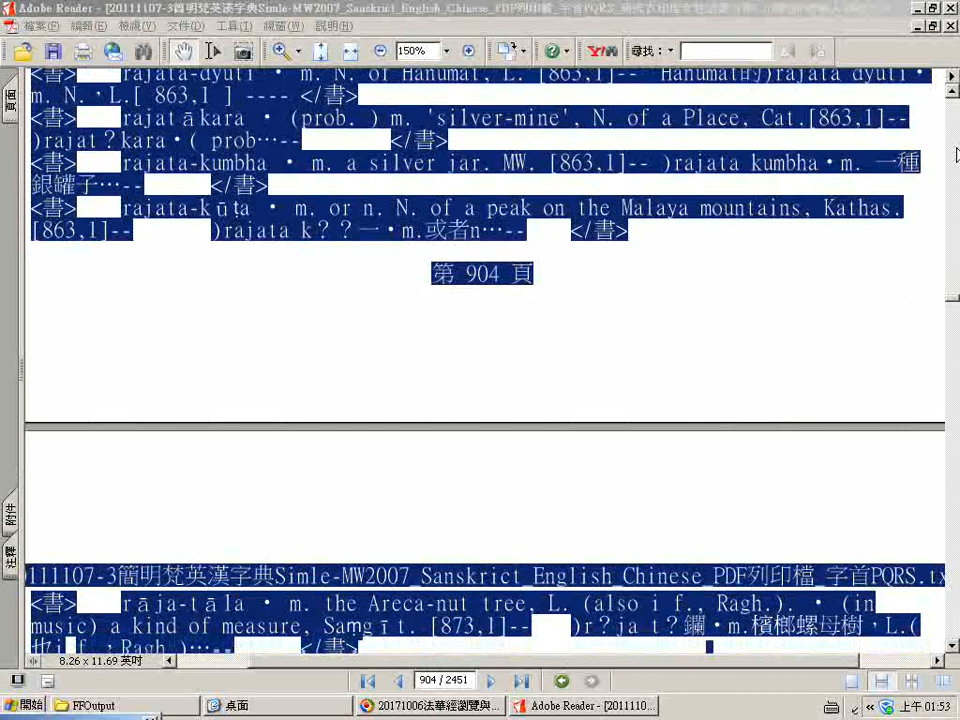 Adobe Reader - [20111107-3簡明梵英漢字典Simle-MW2007_Sanskrict_English_Chinese_PDF列印檔_字首PQRS.
檔案(F) 編輯(E) 檢視(V) 文件(D) 工具(T) 視窗(W) 說明(H)
150% Y! 尋找:
頁面
<書> rajata-dyuti · m. N. of Hanumat, L. [863,1]-- "Hanumat的)rajata dyuti·
m. N.，L.[ 863,1 ] ---- </書>
<書> rajatākara · (prob. ) m. 'silver-mine', N. of a Place, Cat.[863,1]--
)rajat？kara·( prob…-- </書>
<書> rajata-kumbha · m. a silver jar. MW. [863,1]-- )rajata kumbha·m. 一種
銀罐子…-- </書>
<書> rajata-kūṭa · m. or n. N. of a peak on the Malaya mountains, Kathas.
[863,1]-- )rajata k？？一·m.或者n…-- </書>
第 904 頁
附件
注釋
111107-3簡明梵英漢字典Simle-MW2007_Sanskrict_English_Chinese_PDF列印檔_字首PQRS.tx
<書> rāja-tāla · m. the Areca-nut tree, L. (also i f., Ragh.). · (in
music) a kind of measure, Saṃgīt. [873,1]-- )r？ja t？鑭·m.檳榔螺母樹，L.(
也i f.，Ragh.)…-- </書>
8.26 x 11.69 英吋
904 / 2451
開始 FFOutput 桌面 20171006法華經瀏覽與... Adobe Reader - [2011110... 上午 01:53